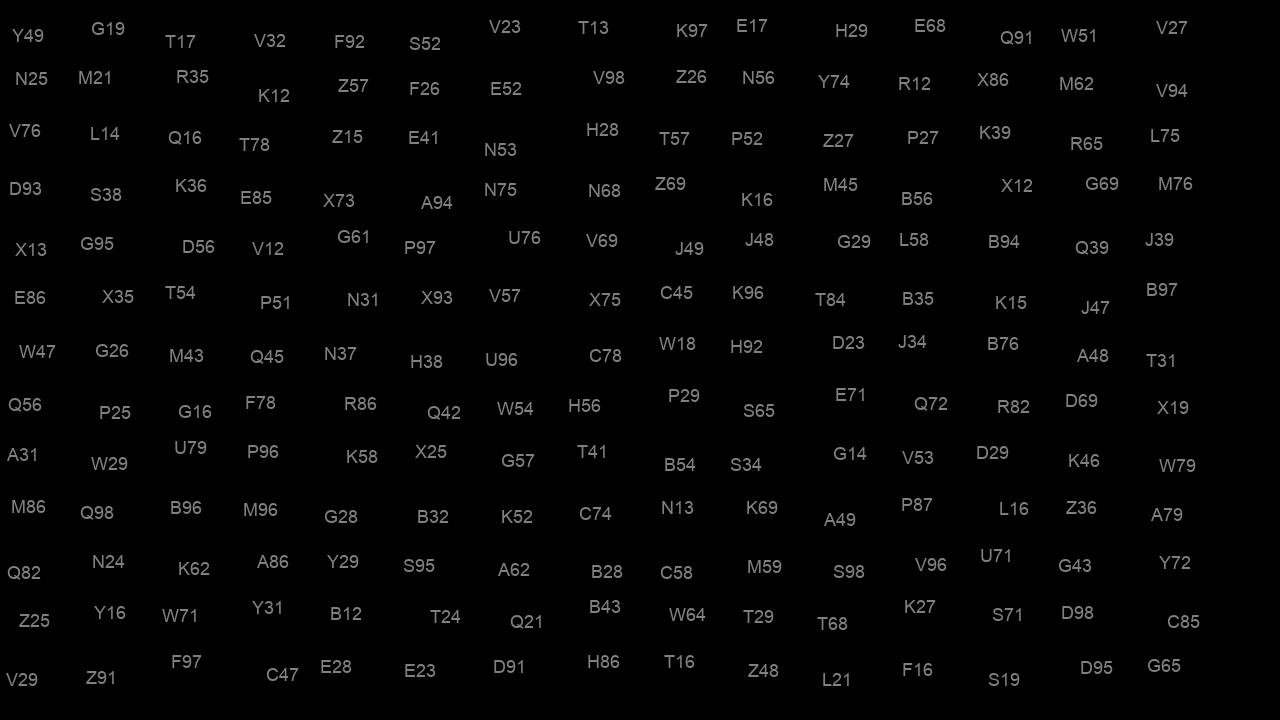 Y49 G19 T17 V32 F92 S52 V23 T13 K97 E17 H29 E68 Q91 W51 V27
N25 M21 R35 K12 Z57 F26 E52 V98 Z26 N56 Y74 R12 X86 M62 V94
V76 L14 Q16 T78 Z15 E41 N53 H28 T57 P52 Z27 P27 K39 R65 L75
D93 S38 K36 E85 X73 A94 N75 N68 Z69 K16 M45 B56 X12 G69 M76
X13 G95 D56 V12 G61 P97 U76 V69 J49 J48 G29 L58 B94 Q39 J39
E86 X35 T54 P51 N31 X93 V57 X75 C45 K96 T84 B35 K15 J47 B97
W47 G26 M43 Q45 N37 H38 U96 C78 W18 H92 D23 J34 B76 A48 T31
Q56 P25 G16 F78 R86 Q42 W54 H56 P29 S65 E71 Q72 R82 D69 X19
A31 W29 U79 P96 K58 X25 G57 T41 B54 S34 G14 V53 D29 K46 W79
M86 Q98 B96 M96 G28 B32 K52 C74 N13 K69 A49 P87 L16 Z36 A79
Q82 N24 K62 A86 Y29 S95 A62 B28 C58 M59 S98 V96 U71 G43 Y72
Z25 Y16 W71 Y31 B12 T24 Q21 B43 W64 T29 T68 K27 S71 D98 C85
V29 Z91 F97 C47 E28 E23 D91 H86 T16 Z48 L21 F16 S19 D95 G65